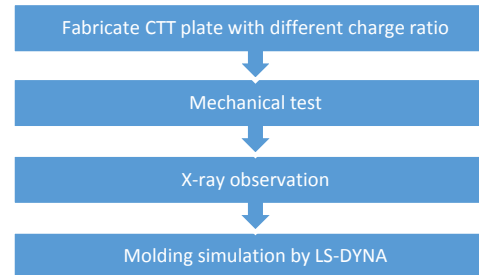 Fabricate CTT plate with different charge ratio
Mechanical test
X-ray observation
Molding simulation by LS-DYNA